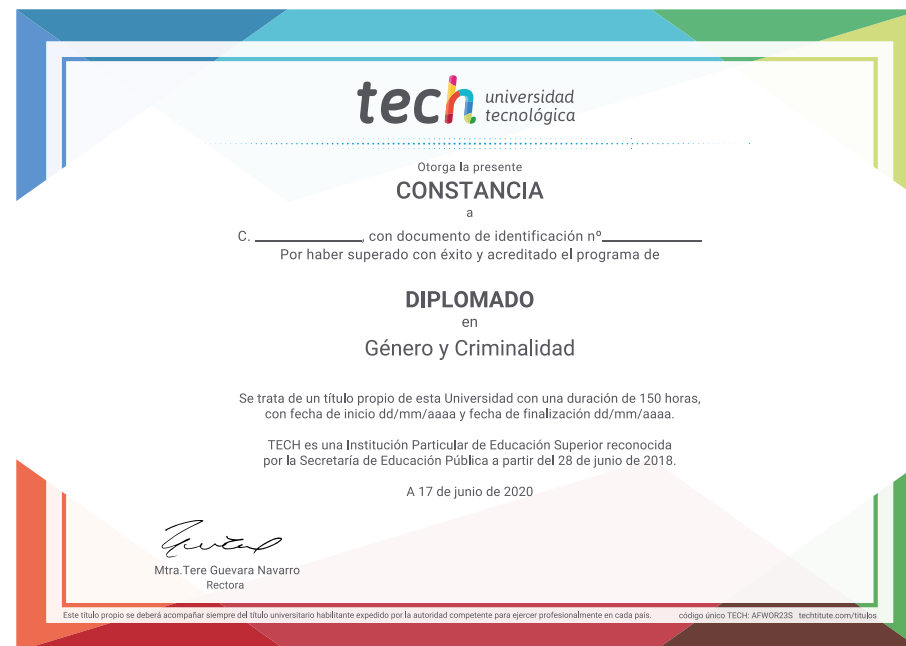 tech universidad
tecnológica
Otorga la presente
CONSTANCIA
a
C. ____________, con documento de identificación nº____________
Por haber superado con éxito y acreditado el programa de
DIPLOMADO
en
Género y Criminalidad
Se trata de un título propio de esta Universidad con una duración de 150 horas,
con fecha de inicio dd/mm/aaaa y fecha de finalización dd/mm/aaaa.
TECH es una Institución Particular de Educación Superior reconocida
por la Secretaría de Educación Pública a partir del 28 de junio de 2018.
A 17 de junio de 2020
Mtra.Tere Guevara Navarro
Rectora
Este título propio se deberá acompañar siempre del título universitario habilitante expedido por la autoridad competente para ejercer profesionalmente en cada país. código único TECH: AFWOR23S techtitute.com/títulos